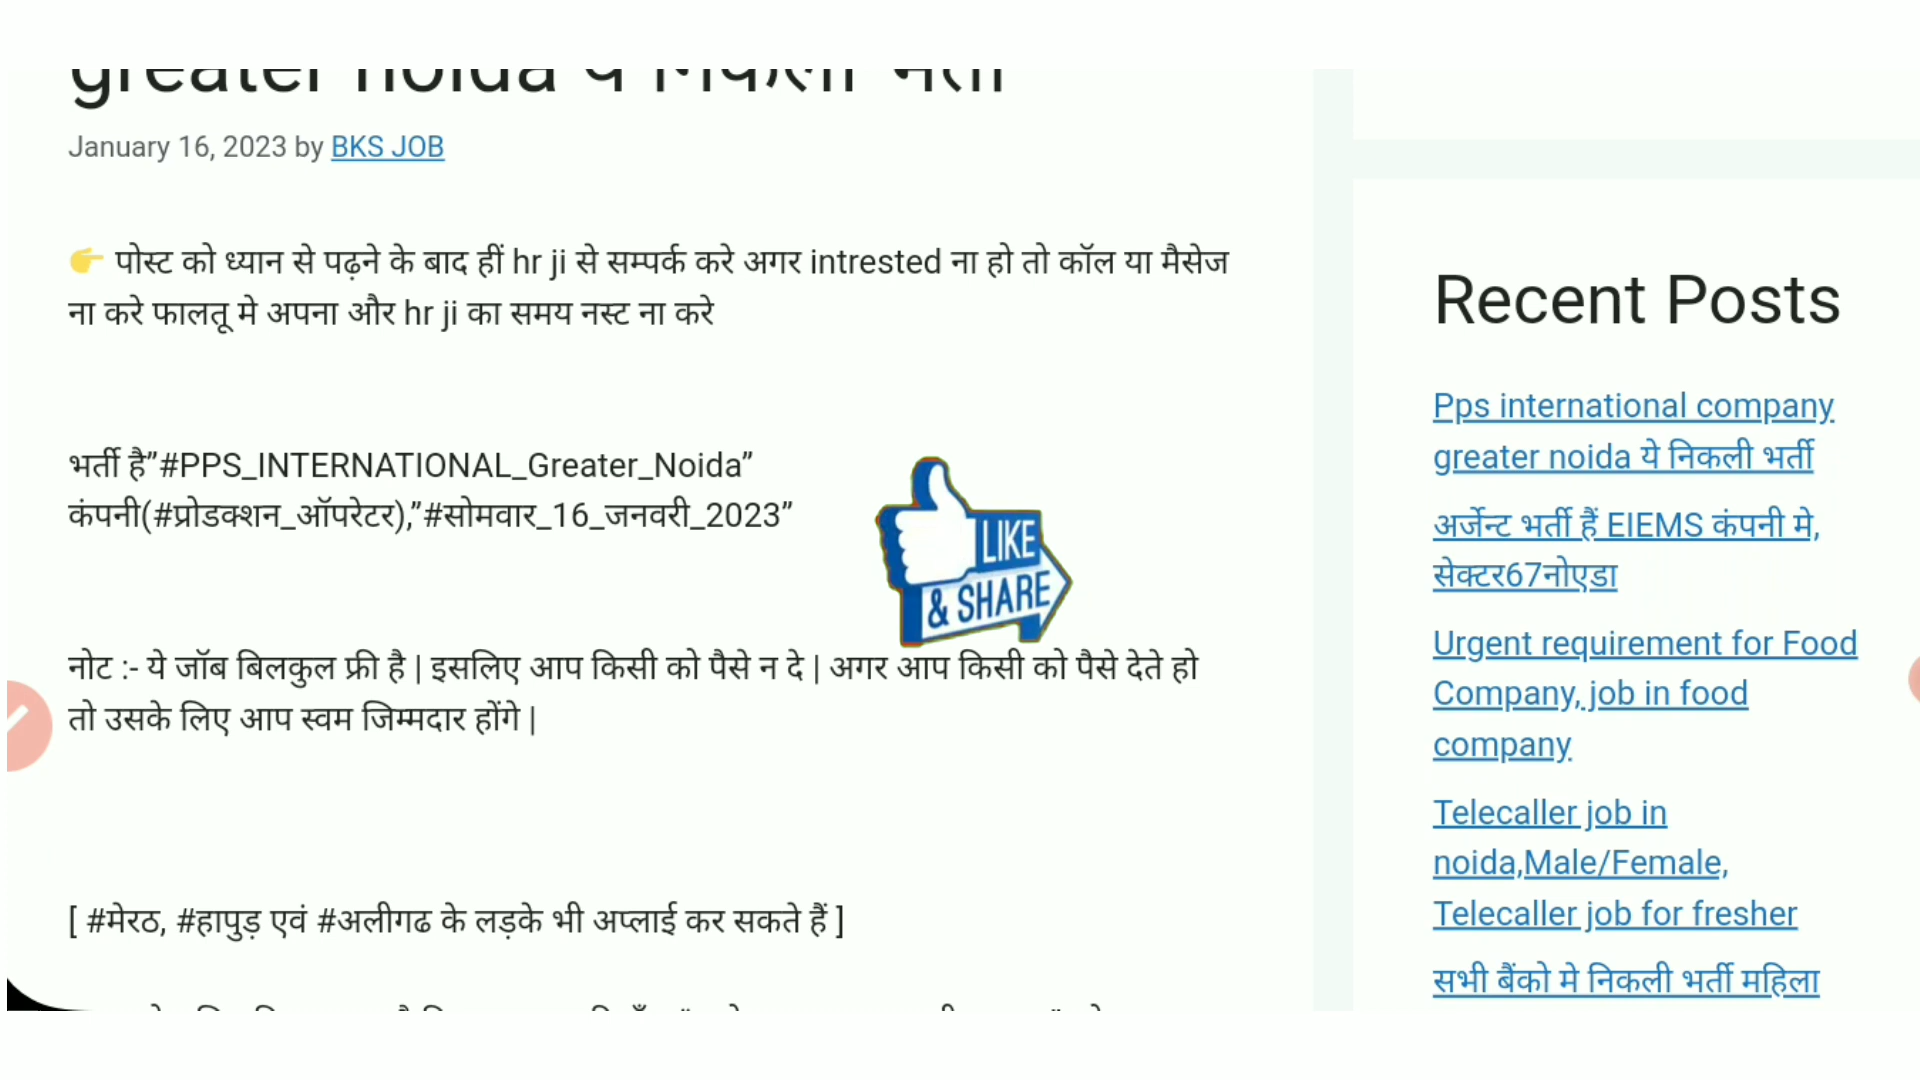 greater noida ये निकली भर्ती
January 16, 2023 by BKS JOB
👉 पोस्ट को ध्यान से पढ़ने के बाद हीं hr ji से सम्पर्क करे अगर intrested ना हो तो कॉल या मैसेज
ना करे फालतू मे अपना और hr ji का समय नस्ट ना करे
भर्ती है”#PPS_INTERNATIONAL_Greater_Noida”
कंपनी(#प्रोडक्शन_ऑपरेटर),”#सोमवार_16_जनवरी_2023”
LIKE
& SHARE
नोट :- ये जॉब बिलकुल फ्री है | इसलिए आप किसी को पैसे न दे | अगर आप किसी को पैसे देते हो
तो उसके लिए आप स्वम जिम्मदार होंगे |
[ #मेरठ, #हापुड़ एवं #अलीगढ के लड़के भी अप्लाई कर सकते हैं ]
Recent Posts
Pps international company
greater noida ये निकली भर्ती
अर्जेन्ट भर्ती हैं EIEMS कंपनी मे,
सेक्टर67नोएडा
Urgent requirement for Food
Company, job in food
company
Telecaller job in
noida,Male/Female,
Telecaller job for fresher
सभी बैंको मे निकली भर्ती महिला